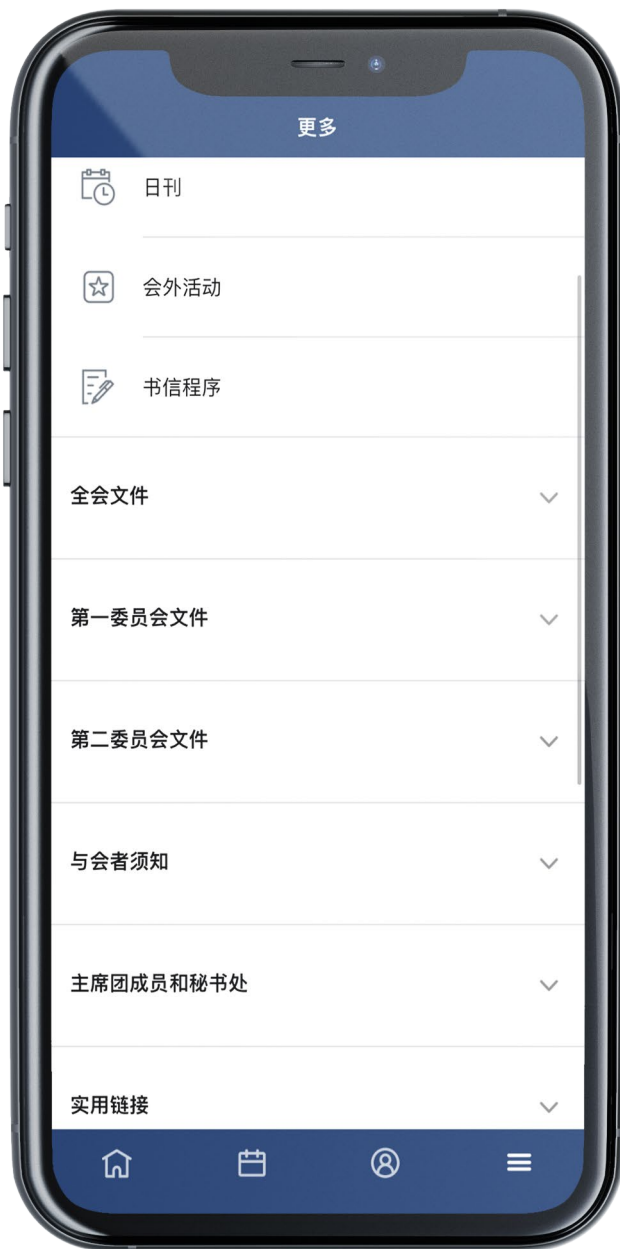 更多
日刊
会外活动
书信程序
全会文件
第一委员会文件
第二委员会文件
与会者须知
主席团成员和秘书处
实用链接